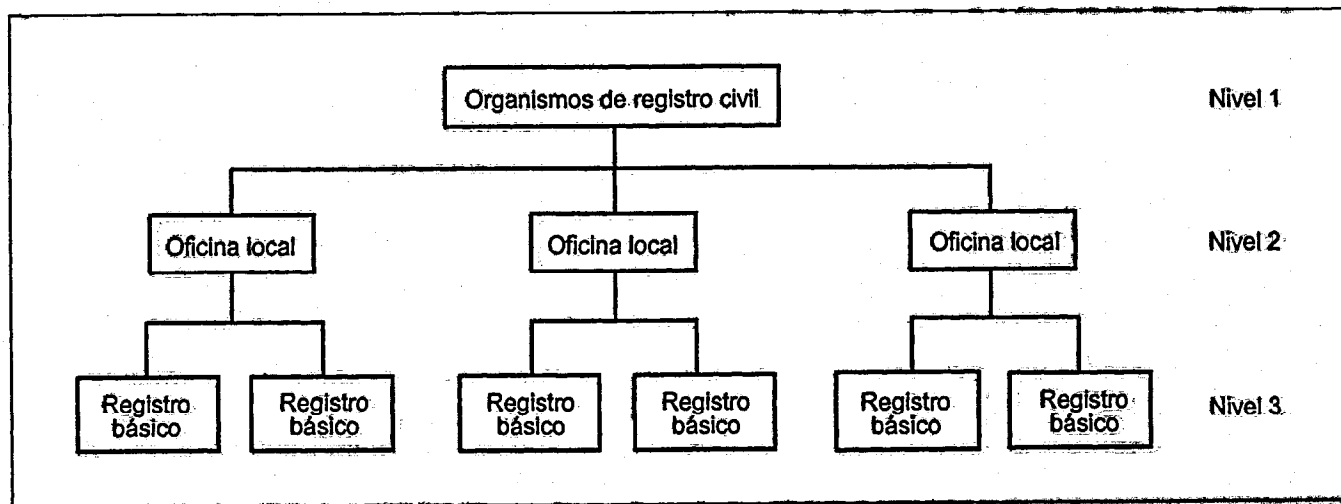 Organismos de registro civil
Nivel 1
Oficina local
Oficina local
Oficina local
Nivel 2
Registro
básico
Registro
básico
Registro
básico
Registro
básico
Registro
básico
Registro
básico
Nivel 3